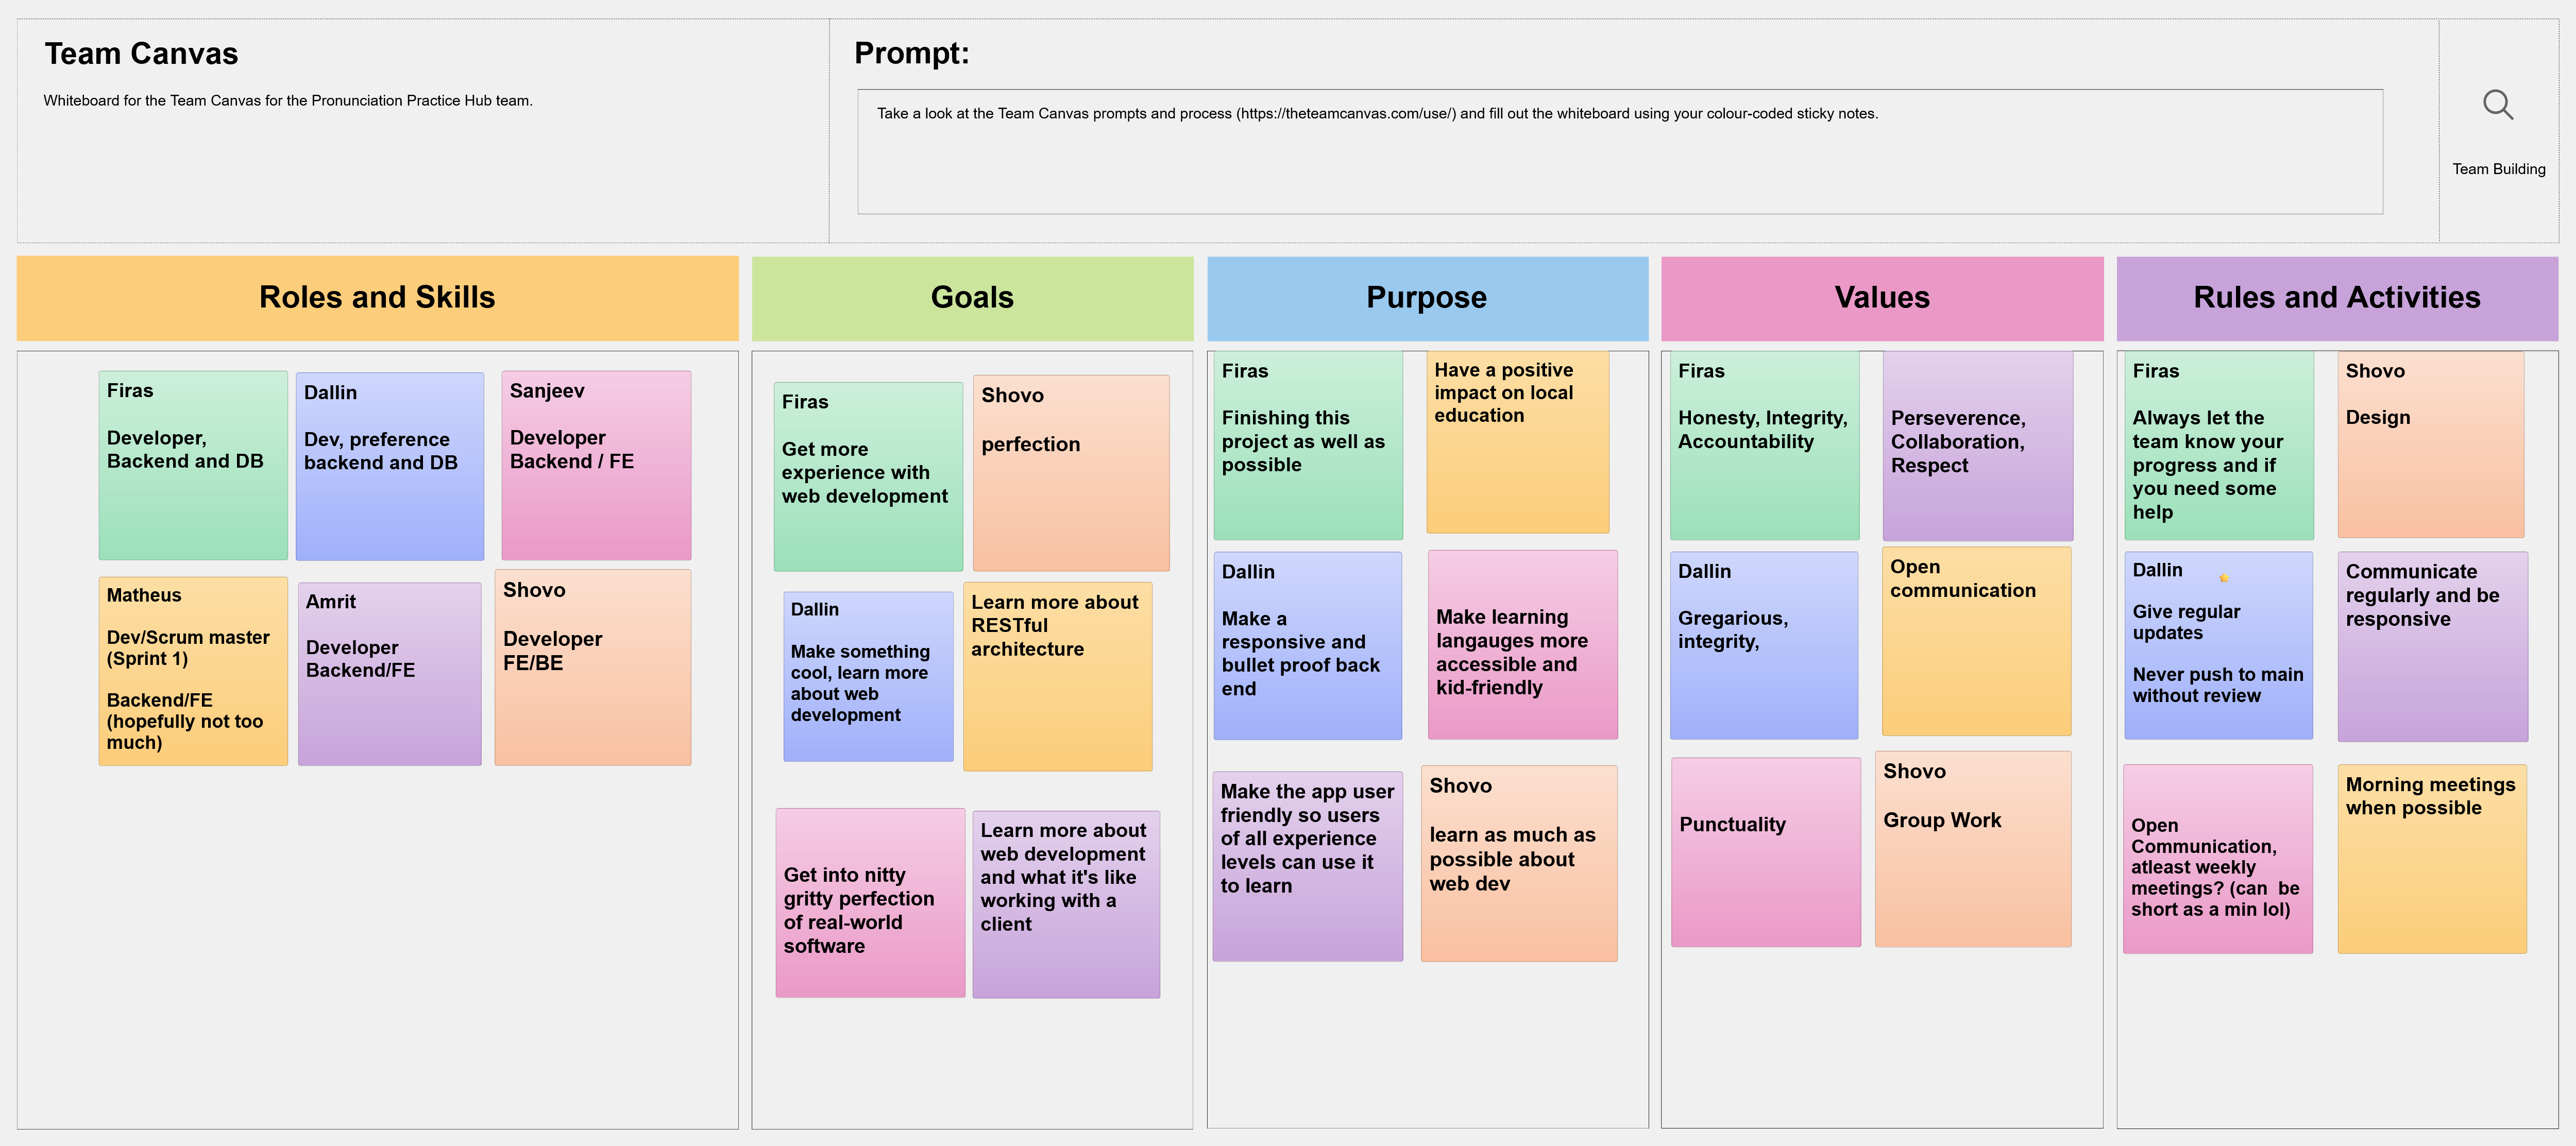 Team Canvas
Whiteboard for the Team Canvas for the Pronunciation Practice Hub team.
Prompt:
Take a look at the Team Canvas prompts and process (https://theteamcanvas.com/use/) and fill out the whiteboard using your colour-coded sticky notes.
Team Building
Roles and Skills
Firas
Developer,
Backend and DB
Dallin
Dev, preference
backend and DB
Sanjeev
Developer
Backend / FE
Matheus
Dev/Scrum master
(Sprint 1)
Backend/FE
(hopefully not too
much)
Amrit
Developer
Backend/FE
Shovo
Developer
FE/BE
Goals
Firas
Get more
experience with
web development
Shovo
perfection
Dallin
Make something
cool, learn more
about web
development
Learn more about
RESTful
architecture
Get into nitty
gritty perfection
of real-world
software
Learn more about
web development
and what it's like
working with a
client
Purpose
Firas
Finishing this
project as well as
possible
Have a positive
impact on local
education
Dallin
Make a
responsive and
bullet proof back
end
Make learning
langauges more
accessible and
kid-friendly
Make the app user
friendly so users
of all experience
levels can use it
to learn
Shovo
learn as much as
possible about
web dev
Values
Firas
Honesty, Integrity,
Accountability
Perseverence,
Collaboration,
Respect
Dallin
Gregarious,
integrity,
Open
communication
Punctuality
Shovo
Group Work
Rules and Activities
Firas
Always let the
team know your
progress and if
you need some
help
Shovo
Design
Dallin
Give regular
updates
Never push to main
without review
Communicate
regularly and be
responsive
Open
Communication,
atleast weekly
meetings? (can  be
short as a min lol)
Morning meetings
when possible